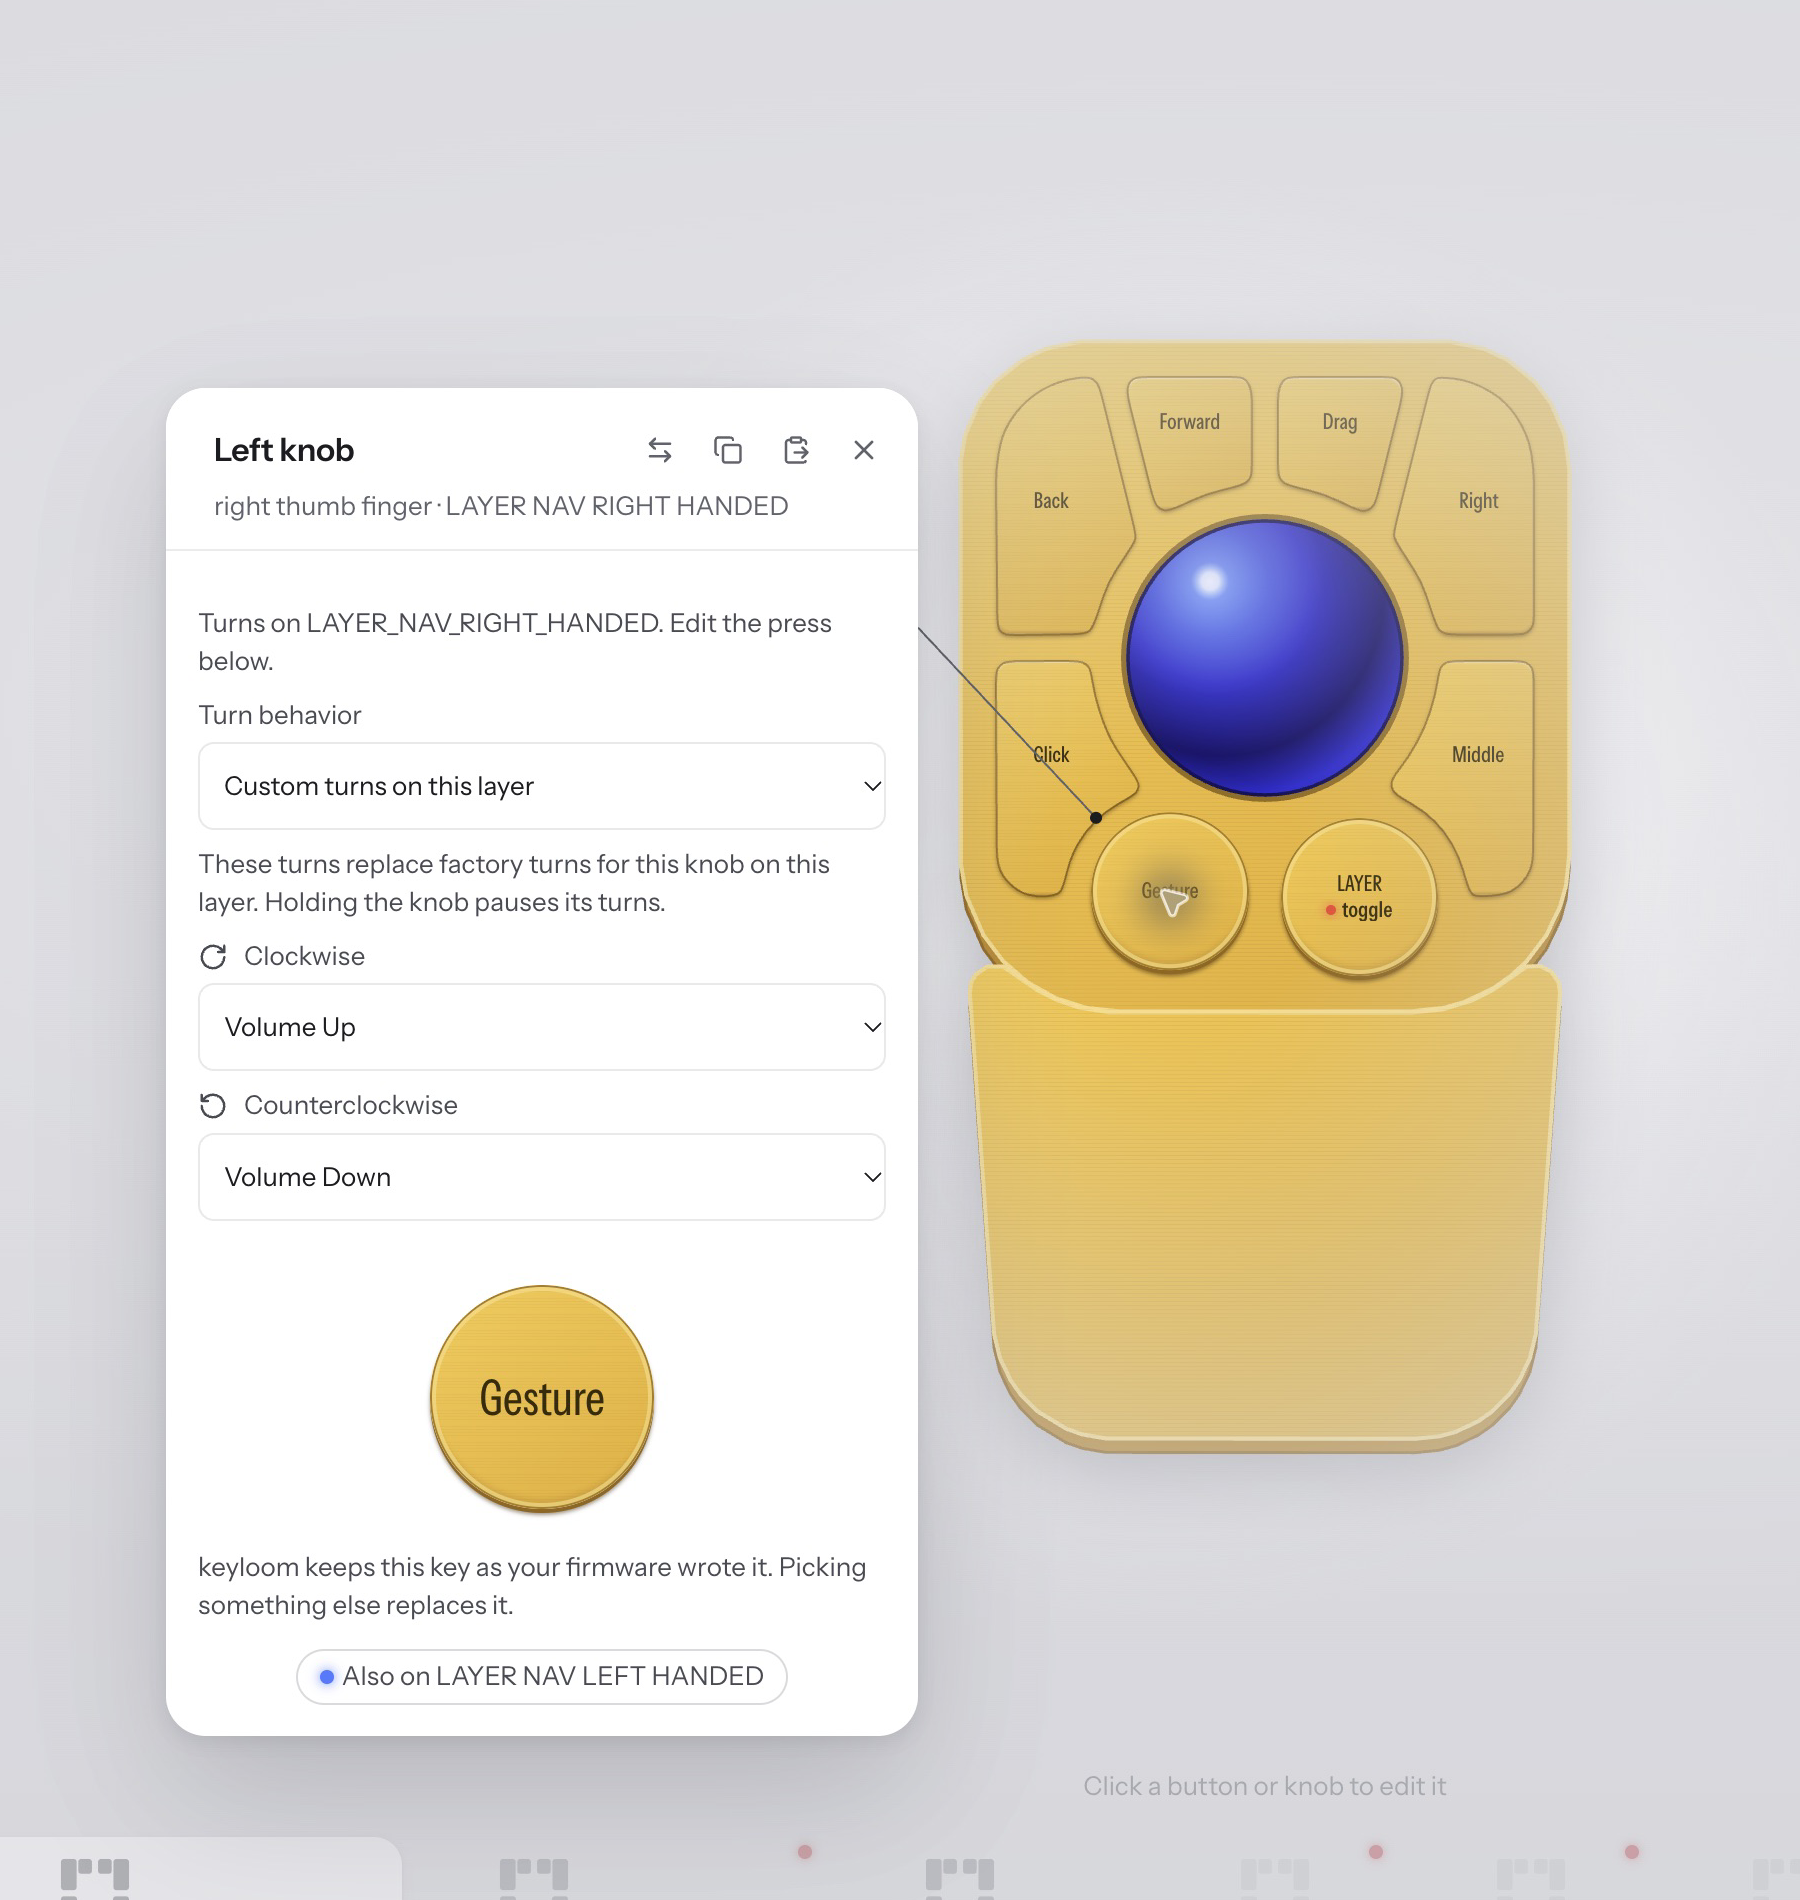 Left knob
right thumb finger · LAYER NAV RIGHT HANDED
Turns on LAYER_NAV_RIGHT_HANDED. Edit the press
below.
Turn behavior
Custom turns on this layer
These turns replace factory turns for this knob on this
layer. Holding the knob pauses its turns.
Clockwise
Volume Up
Counterclockwise
Volume Down
Gesture
keyloom keeps this key as your firmware wrote it. Picking
something else replaces it.
Also on LAYER NAV LEFT HANDED
Forward
Drag
Back
Right
Click
Middle
Gesture
LAYER
toggle
Click a button or knob to edit it